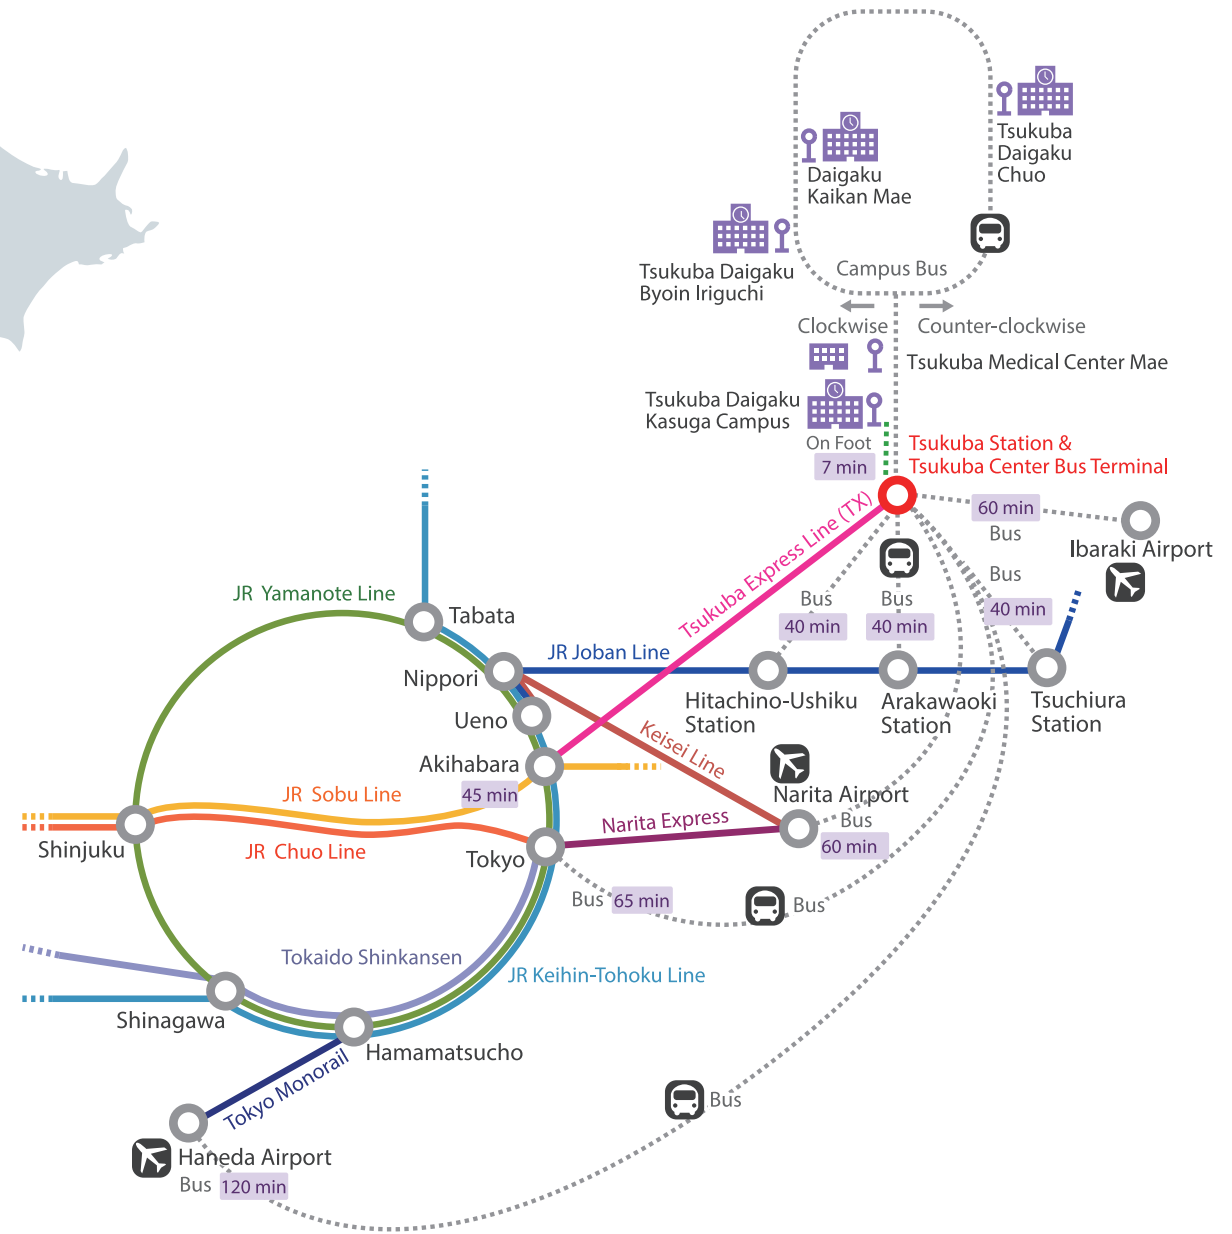 Tsukuba
Daigaku
Chuo
Daigaku
Kaikan Mae
Tsukuba Daigaku
Byoin Iriguchi
Campus Bus
Clockwise
Counter-clockwise
Tsukuba Medical Center Mae
Tsukuba Daigaku
Kasuga Campus
On Foot
7 min
Tsukuba Station &
Tsukuba Center Bus Terminal
60 min
Bus
Ibaraki Airport
Tsukuba Express Line (TX)
Bus
40 min
Bus
40 min
Bus
40 min
JR Yamanote Line
Tabata
JR Joban Line
Nippori
Hitachino-Ushiku
Station
Arakawaoki
Station
Tsuchiura
Station
Ueno
Keisei Line
Akihabara
45 min
JR Sobu Line
Narita Airport
Bus
60 min
Narita Express
Shinjuku
JR Chuo Line
Tokyo
Bus
65 min
Bus
Tokaido Shinkansen
JR Keihin-Tohoku Line
Shinagawa
Hamamatsucho
Tokyo Monorail
Bus
Haneda Airport
Bus
120 min